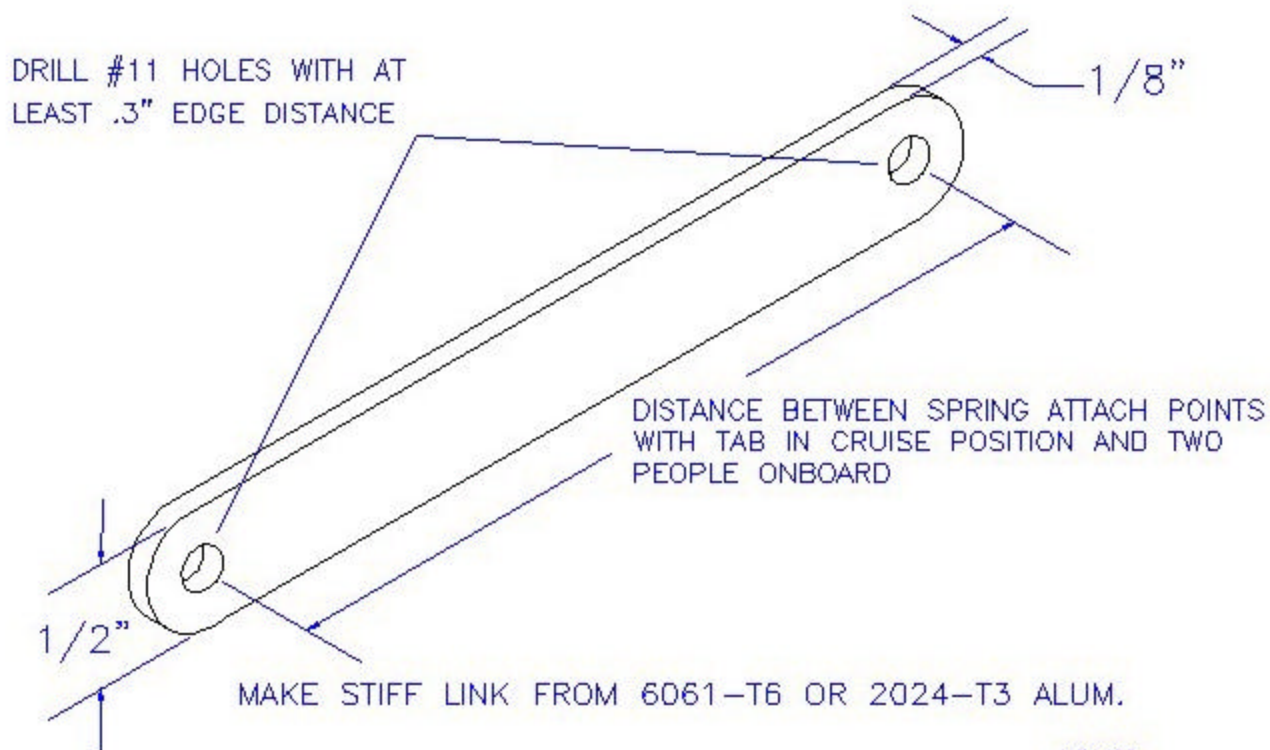 DRILL #11 HOLES WITH AT
LEAST .3" EDGE DISTANCE
1/8"
DISTANCE BETWEEN SPRING ATTACH POINTS
WITH TAB IN CRUISE POSITION AND TWO
PEOPLE ONBOARD
1/2"
MAKE STIFF LINK FROM 6061-T6 OR 2024-T3 ALUM.